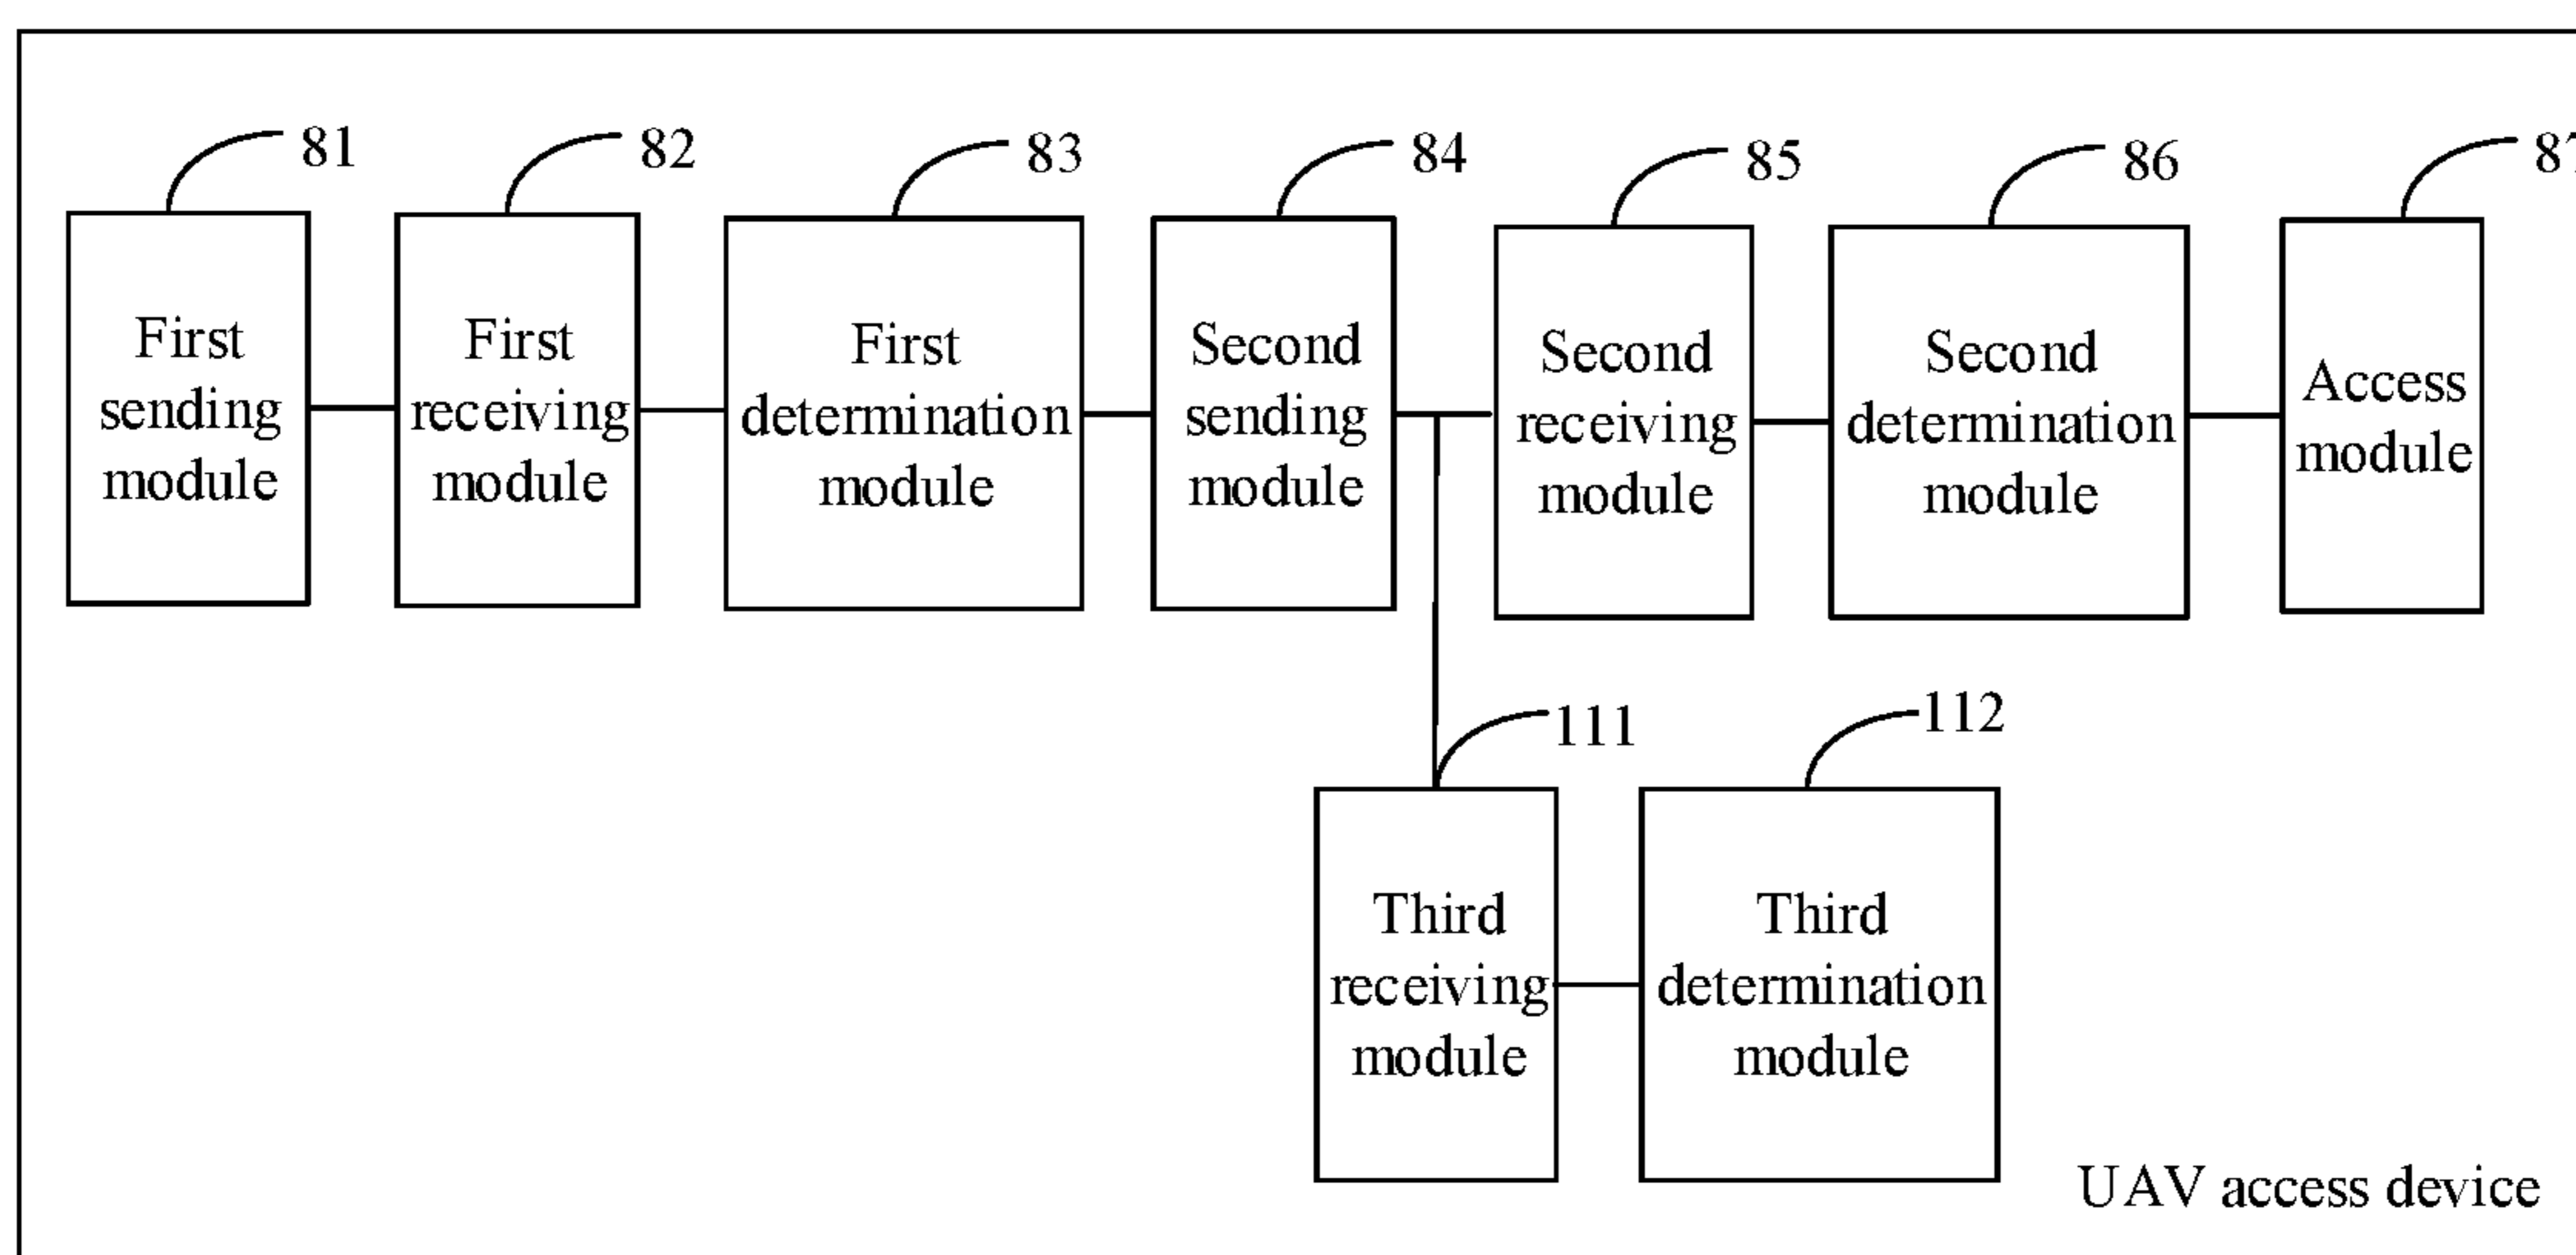 81
82
83
84
85
86
First
sending
module
First
receiving
module
First
determination
module
Second
sending
module
Second
receiving
module
Second
determination
module
Access
module
111
112
Third
receiving
module
Third
determination
module
UAV access device